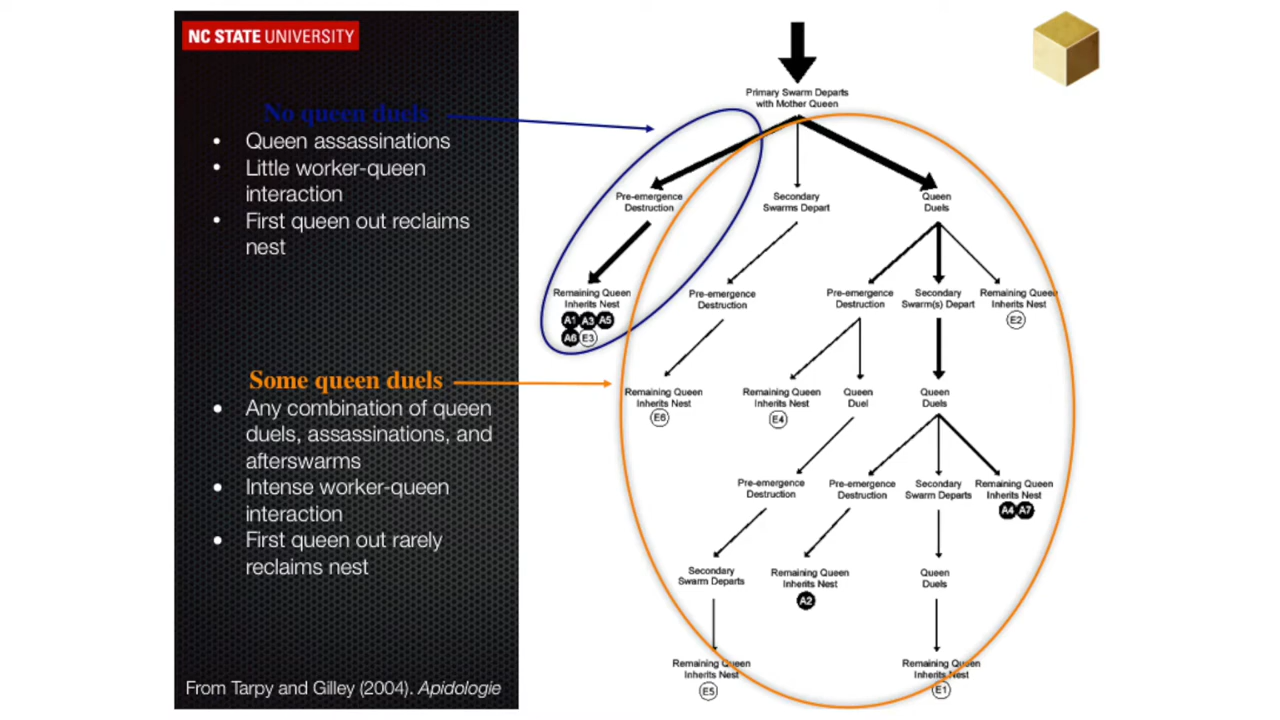 NC STATE UNIVERSITY
No queen duels
• Queen assassinations
• Little worker-queen
interaction
• First queen out reclaims
nest
Some queen duels
• Any combination of queen
duels, assassinations, and
afterswarms
• Intense worker-queen
interaction
• First queen out rarely
reclaims nest
From Tarpy and Gilley (2004). Apidologie
Primary Swarm Departs
with Mother Queen
Pre-emergence
Destruction
Secondary
Swarms Depart
Queen
Duels
Remaining Queen
Inherits Nest
A1 A3 A5
A6 E3
Pre-emergence
Destruction
Pre-emergence
Destruction
Secondary
Swarm(s) Depart
Remaining Queen
Inherits Nest
E2
Remaining Queen
Inherits Nest
E6
Remaining Queen
Inherits Nest
E4
Queen
Duel
Queen
Duels
Pre-emergence
Destruction
Pre-emergence
Destruction
Secondary
Swarm Departs
Remaining Queen
Inherits Nest
A4 A7
Secondary
Swarm Departs
Remaining Queen
Inherits Nest
A2
Queen
Duels
Remaining Queen
Inherits Nest
E5
Remaining Queen
Inherits Nest
E1